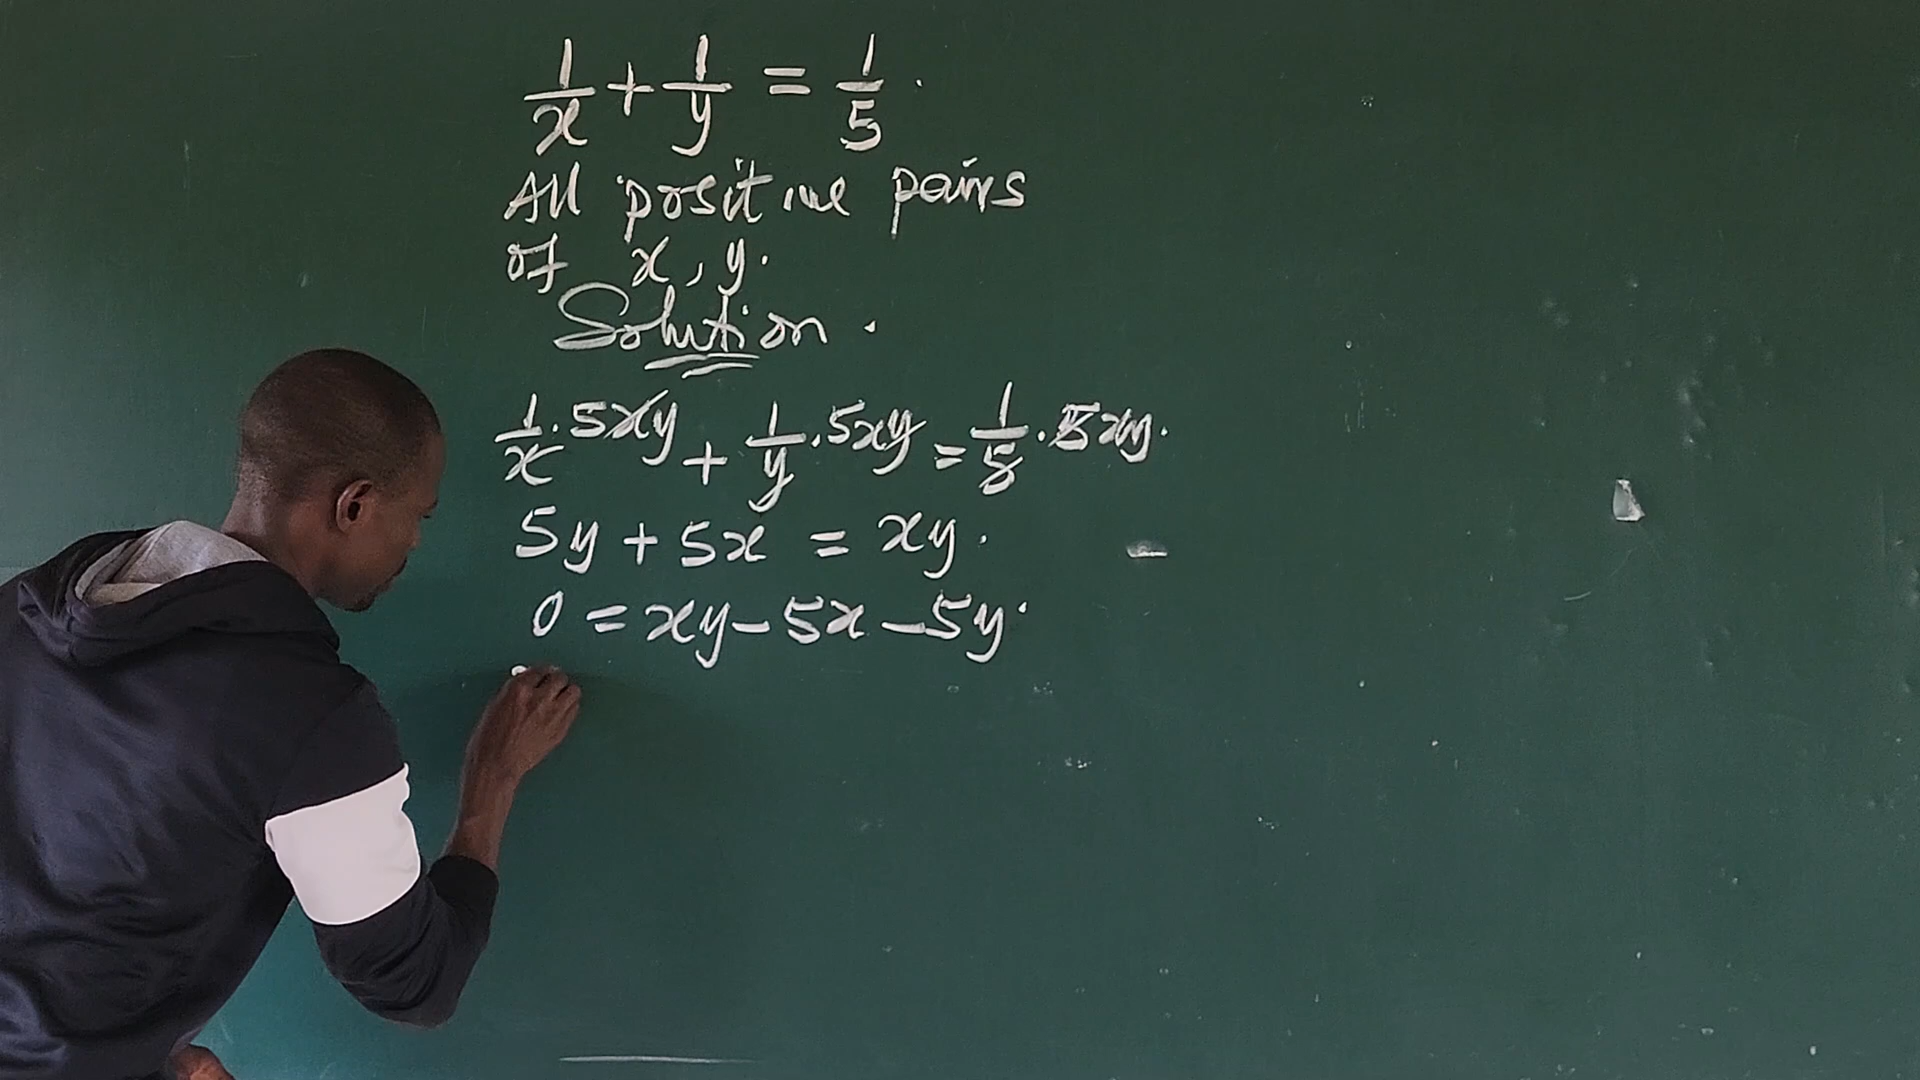 1/x + 1/y = 1/5.
All positive pairs
of x, y.
Solution.
1/x · 5xy + 1/y · 5xy = 1/5 · 5xy.
5y + 5x = xy.
0 = xy - 5x - 5y.